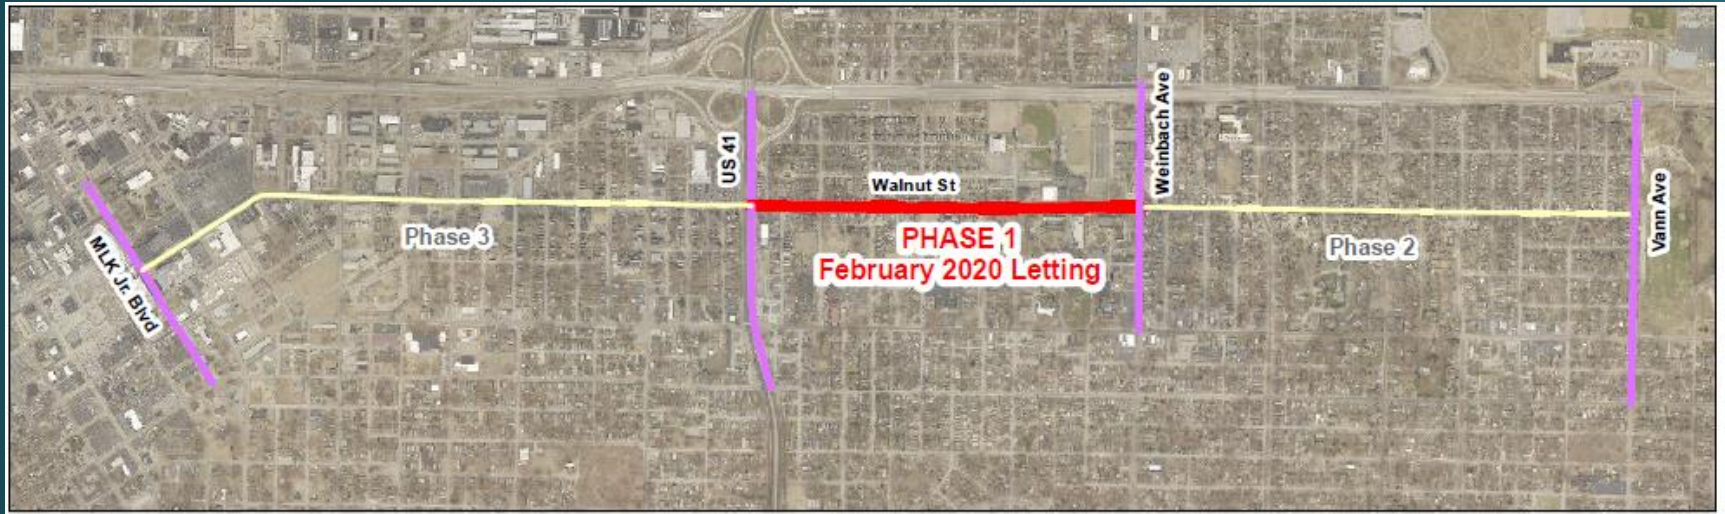 MLK Jr. Blvd
Phase 3
US 41
Walnut St
PHASE 1
February 2020 Letting
Weinbach Ave
Phase 2
Vann Ave